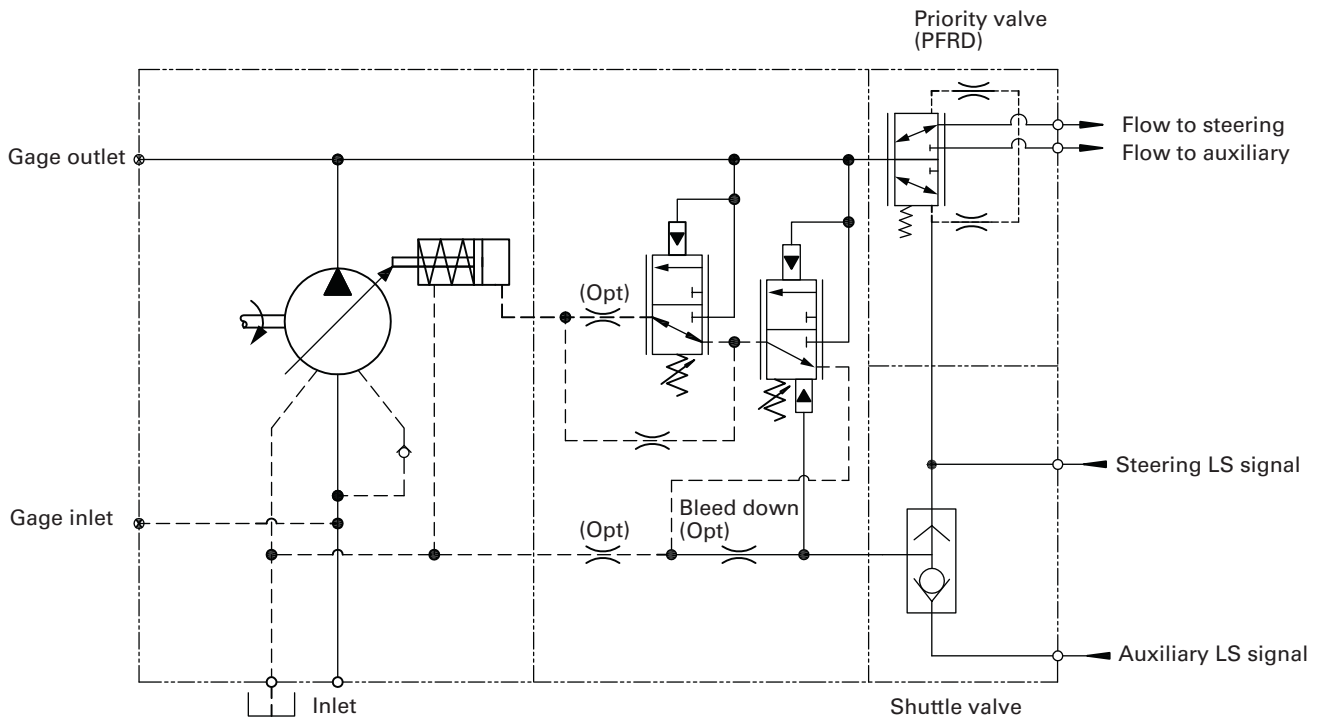 Priority valve
(PFRD)
Gage outlet
Flow to steering
Flow to auxiliary
(Opt)
Steering LS signal
Gage inlet
(Opt)
Bleed down
(Opt)
Auxiliary LS signal
Inlet
Shuttle valve